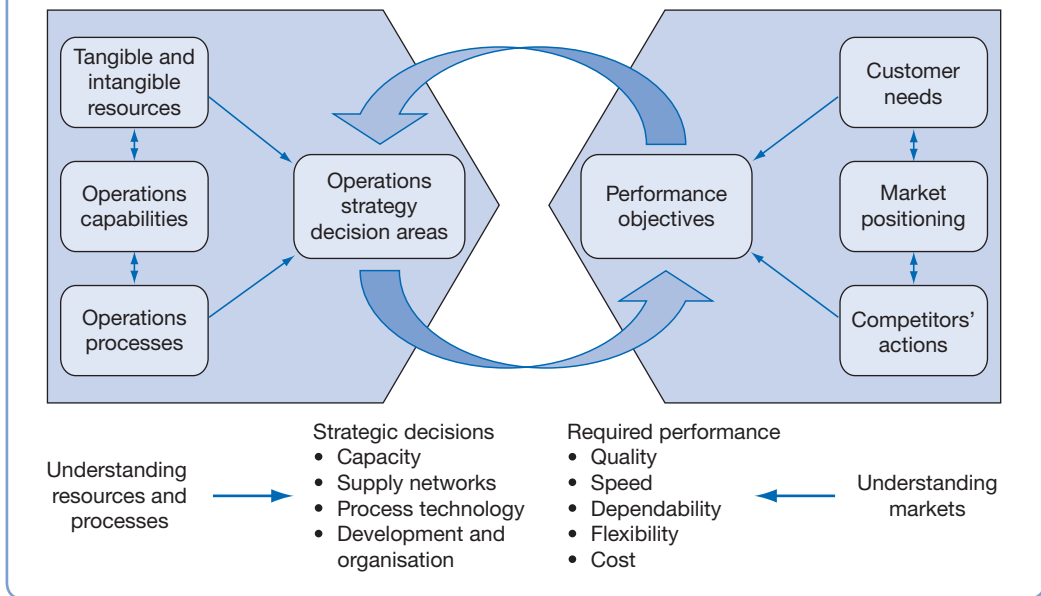 Tangible and
intangible
resources
Operations
capabilities
Operations
processes
Operations
strategy
decision areas
Performance
objectives
Customer
needs
Market
positioning
Competitors'
actions
Understanding
resources and
processes
Strategic decisions
• Capacity
• Supply networks
• Process technology
• Development and
organisation
Required performance
• Quality
• Speed
• Dependability
• Flexibility
• Cost
Understanding
markets